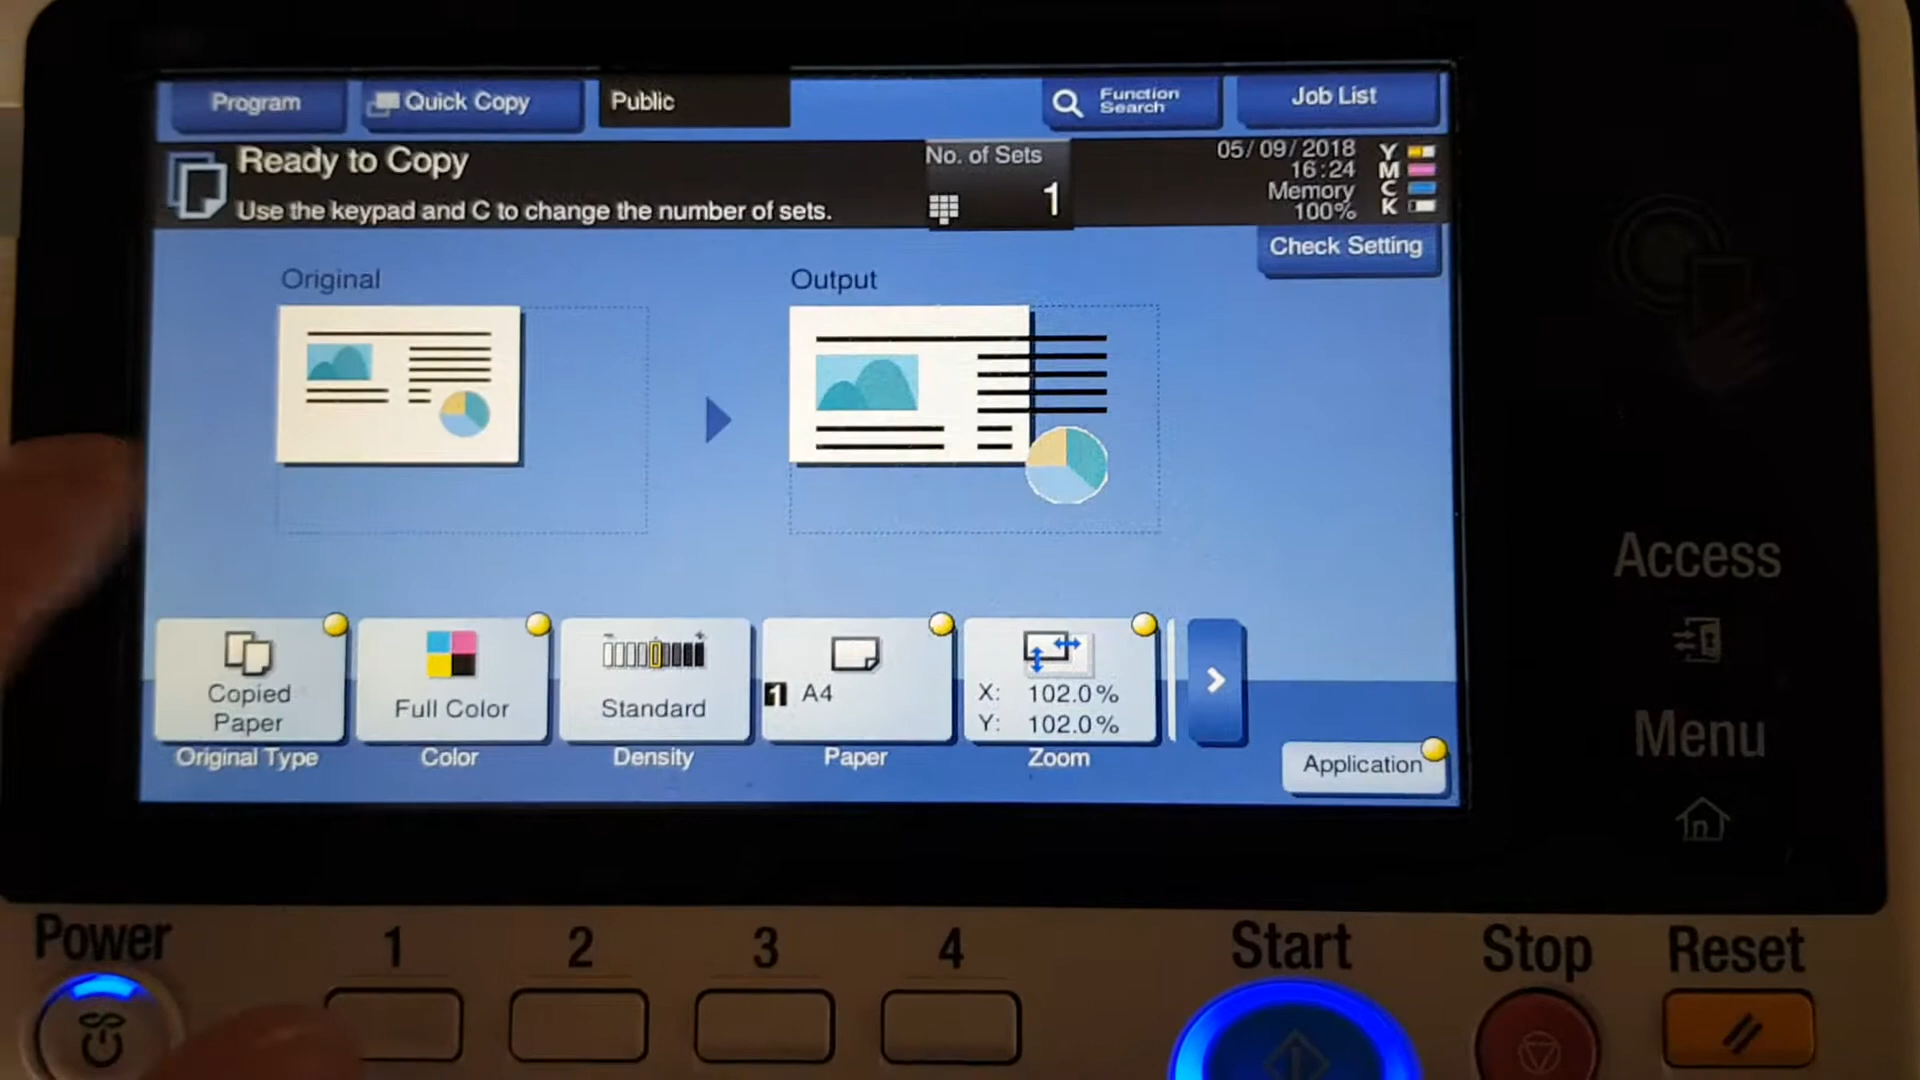 Program
Quick Copy
Public
Function
Search
Job List
Ready to Copy
Use the keypad and C to change the number of sets.
No. of Sets
1
05/09/2018
16:24
Memory
100%
Y
M
C
K
Check Setting
Original
Output
Copied
Paper
Original Type
Full Color
Color
- +
Standard
Density
1 A4
Paper
X: 102.0%
Y: 102.0%
Zoom
Application
Access
Menu
Power
1
2
3
4
Start
Stop
Reset